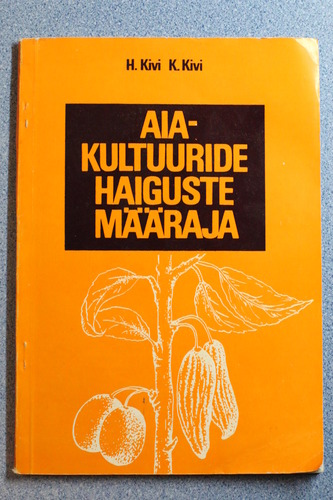 H. Kivi K. Kivi
AIA-
KULTUURIDE
HAIGUSTE
MÄÄRAJA